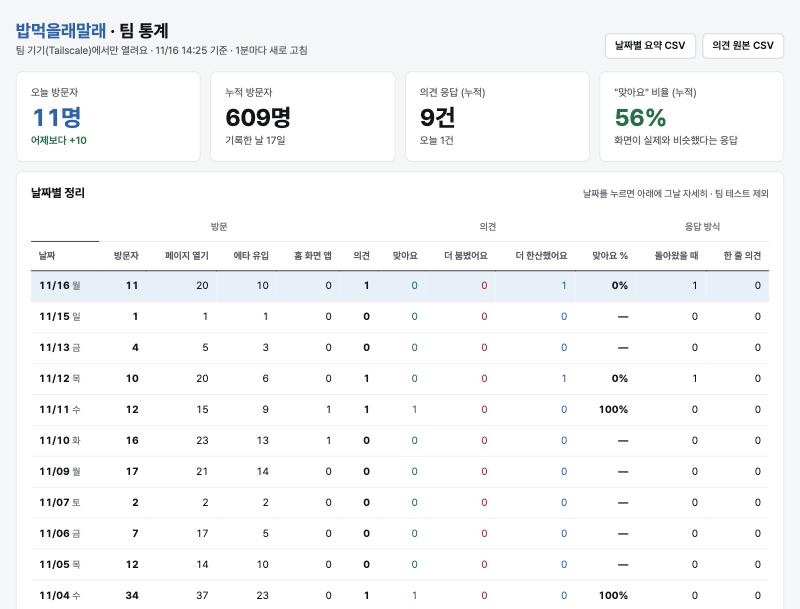 밥먹을래말래 · 팀 통계
팀 기기(Tailscale)에서만 열려요 · 11/16 14:25 기준 · 1분마다 새로 고침
날짜별 요약 CSV
의견 원본 CSV
오늘 방문자
11명
어제보다 +10
누적 방문자
609명
기록한 날 17일
의견 응답 (누적)
9건
오늘 1건
"맞아요" 비율 (누적)
56%
화면이 실제와 비슷했다는 응답
날짜별 정리
날짜를 누르면 아래에 그날 자세히 · 팀 테스트 제외
방문 의견 응답 방식
날짜 방문자 페이지 열기 에타 유입 홈 화면 앱 의견 맞아요 더 붐볐어요 더 한산했어요 맞아요 % 돌아왔을 때 한 줄 의견
11/16 월 11 20 10 0 1 0 0 1 0% 1 0
11/15 일 1 1 1 0 0 0 0 0 — 0 0
11/13 금 4 5 3 0 0 0 0 0 — 0 0
11/12 목 10 20 6 0 1 0 0 1 0% 1 0
11/11 수 12 15 9 1 1 1 0 0 100% 0 0
11/10 화 16 23 13 1 0 0 0 0 — 0 0
11/09 월 17 21 14 0 0 0 0 0 — 0 0
11/07 토 2 2 2 0 0 0 0 0 — 0 0
11/06 금 7 17 5 0 0 0 0 0 — 0 0
11/05 목 12 14 10 0 0 0 0 0 — 0 0
11/04 수 34 37 23 0 1 1 0 0 100% 0 0